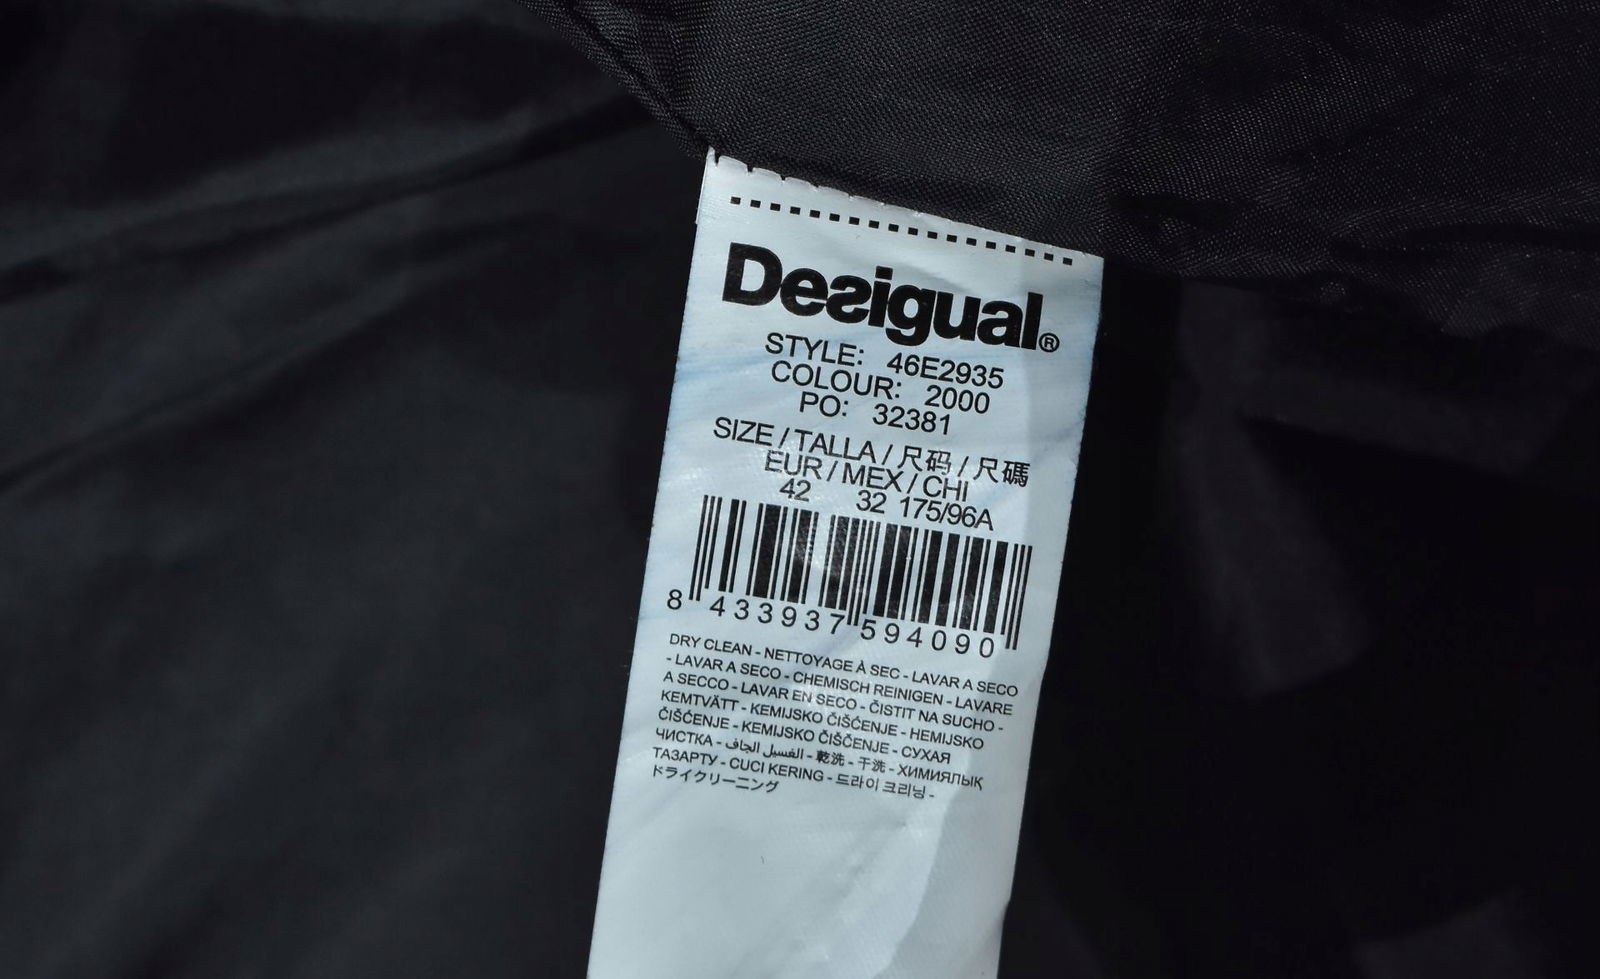 Desigual®
STYLE: 46E2935
COLOUR: 2000
PO: 32381
SIZE / TALLA / 尺码 / 尺碼
EUR / MEX / CHI
42 32 175/96A
8 433937 594090
DRY CLEAN - NETTOYAGE À SEC - LAVAR A SECO
- LAVAR A SECO - CHEMISCH REINIGEN - LAVARE
A SECCO - LAVAR EN SECO - ČISTIT NA SUCHO -
KEMTVÄTT - KEMIJSKO ČIŠĆENJE - HEMIJSKO
ČIŠĆENJE - KEMIJSKO ČIŠČENJE - СУХАЯ
ЧИСТКА - الغسيل الجاف - 乾洗 - 干洗 - ХИМИЯЛЫК
ТАЗАРТУ - CUCI KERING - 드라이 크리닝 -
ドライクリーニング